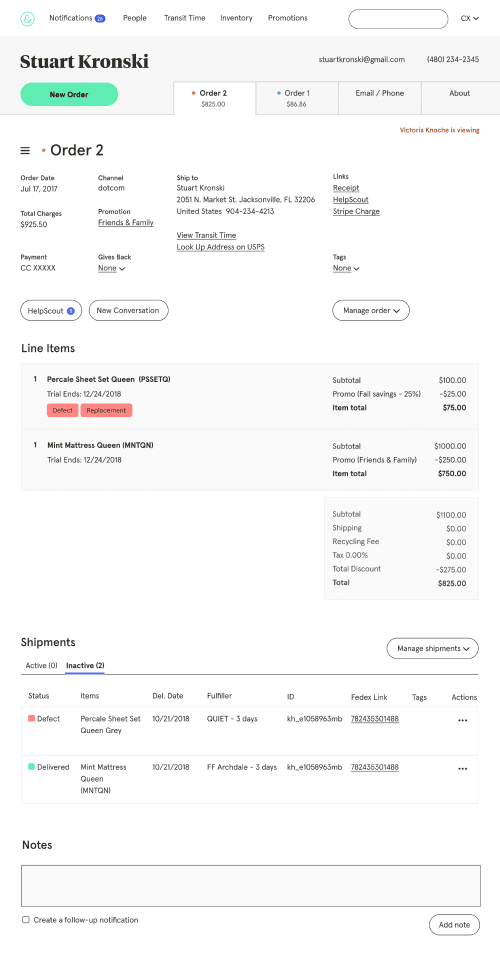 &
Notifications 26 People Transit Time Inventory Promotions CX
Stuart Kronski
stuartkronski@gmail.com (480) 234-2345
New Order
Order 2
$825.00
Order 1
$86.86
Email / Phone
About
Victoris Knoche is viewing
Order 2
Order Date
Jul 17, 2017
Channel
dotcom
Ship to
Stuart Kronski
2051 N. Market St. Jacksonville, FL 32206
United States 904-234-4213
Links
Receipt
HelpScout
Stripe Charge
Total Charges
$925.50
Promotion
Friends & Family
View Transit Time
Look Up Address on USPS
Payment
CC XXXXX
Gives Back
None
Tags
None
HelpScout 1
New Conversation
Manage order
Line Items
1 Percale Sheet Set Queen (PSSETQ)
Trial Ends: 12/24/2018
Defect Replacement
Subtotal $100.00
Promo (Fall savings - 25%) -$25.00
Item total $75.00
1 Mint Mattress Queen (MNTQN)
Trial Ends: 12/24/2018
Subtotal $1000.00
Promo (Friends & Family) -$250.00
Item total $750.00
Subtotal $1100.00
Shipping $0.00
Recycling Fee $0.00
Tax 0.00% $0.00
Total Discount -$275.00
Total $825.00
Shipments
Manage shipments
Active (0) Inactive (2)
Status Items Del. Date Fulfiller ID Fedex Link Tags Actions
Defect Percale Sheet Set 10/21/2018 QUIET - 3 days kh_e1058963mb 782435301488
Queen Grey
Delivered Mint Mattress 10/21/2018 FF Archdale - 3 days kh_e1058963mb 782435301488
Queen
(MNTQN)
Notes
Create a follow-up notification
Add note